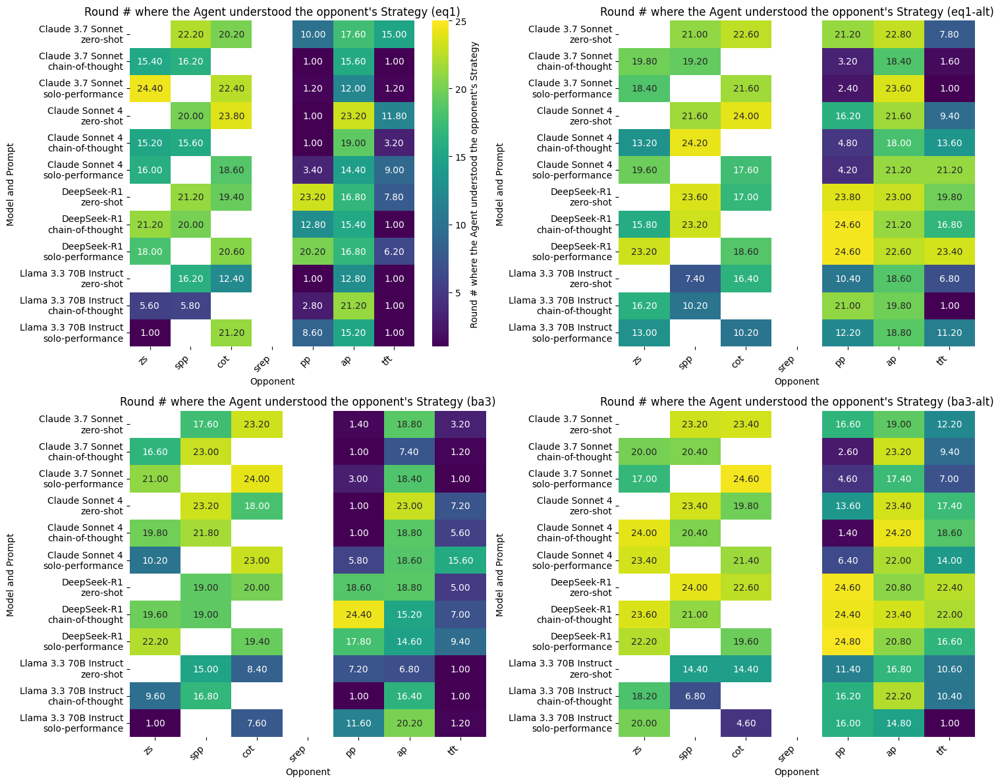 Round # where the Agent understood the opponent's Strategy (eq1)
Model and Prompt
Claude 3.7 Sonnet
zero-shot
22.20 20.20 10.00 17.60 15.00
Claude 3.7 Sonnet
chain-of-thought
15.40 16.20 1.00 15.60 1.00
Claude 3.7 Sonnet
solo-performance
24.40 22.40 1.20 12.00 1.20
Claude Sonnet 4
zero-shot
20.00 23.80 1.00 23.20 11.80
Claude Sonnet 4
chain-of-thought
15.20 15.60 1.00 19.00 3.20
Claude Sonnet 4
solo-performance
16.00 18.60 3.40 14.40 9.00
DeepSeek-R1
zero-shot
21.20 19.40 23.20 16.80 7.80
DeepSeek-R1
chain-of-thought
21.20 20.00 12.80 15.40 1.00
DeepSeek-R1
solo-performance
18.00 20.60 20.20 16.80 6.20
Llama 3.3 70B Instruct
zero-shot
16.20 12.40 1.00 12.80 1.00
Llama 3.3 70B Instruct
chain-of-thought
5.60 5.80 2.80 21.20 1.00
Llama 3.3 70B Instruct
solo-performance
1.00 21.20 8.60 15.20 1.00
zs spp cot srep pp ap tft
Opponent
25
20
15
10
5
Round # where the Agent understood the opponent's Strategy
Round # where the Agent understood the opponent's Strategy (eq1-alt)
Model and Prompt
Claude 3.7 Sonnet
zero-shot
21.00 22.60 21.20 22.80 7.80
Claude 3.7 Sonnet
chain-of-thought
19.80 19.20 3.20 18.40 1.60
Claude 3.7 Sonnet
solo-performance
18.40 21.60 2.40 23.60 1.00
Claude Sonnet 4
zero-shot
21.60 24.00 16.20 21.60 9.40
Claude Sonnet 4
chain-of-thought
13.20 24.20 4.80 18.00 13.60
Claude Sonnet 4
solo-performance
19.60 17.60 4.20 21.20 21.20
DeepSeek-R1
zero-shot
23.60 17.00 23.80 23.00 19.80
DeepSeek-R1
chain-of-thought
15.80 23.20 24.60 21.20 16.80
DeepSeek-R1
solo-performance
23.20 18.60 24.60 22.60 23.40
Llama 3.3 70B Instruct
zero-shot
7.40 16.40 10.40 18.60 6.80
Llama 3.3 70B Instruct
chain-of-thought
16.20 10.20 21.00 19.80 1.00
Llama 3.3 70B Instruct
solo-performance
13.00 10.20 12.20 18.80 11.20
zs spp cot srep pp ap tft
Opponent
Round # where the Agent understood the opponent's Strategy (ba3)
Model and Prompt
Claude 3.7 Sonnet
zero-shot
17.60 23.20 1.40 18.80 3.20
Claude 3.7 Sonnet
chain-of-thought
16.60 23.00 1.00 7.40 1.20
Claude 3.7 Sonnet
solo-performance
21.00 24.00 3.00 18.40 1.00
Claude Sonnet 4
zero-shot
23.20 18.00 1.00 23.00 7.20
Claude Sonnet 4
chain-of-thought
19.80 21.80 1.00 18.80 5.60
Claude Sonnet 4
solo-performance
10.20 23.00 5.80 18.60 15.60
DeepSeek-R1
zero-shot
19.00 20.00 18.60 18.80 5.00
DeepSeek-R1
chain-of-thought
19.60 19.00 24.40 15.20 7.00
DeepSeek-R1
solo-performance
22.20 19.40 17.80 14.60 9.40
Llama 3.3 70B Instruct
zero-shot
15.00 8.40 7.20 6.80 1.00
Llama 3.3 70B Instruct
chain-of-thought
9.60 16.80 1.00 16.40 1.00
Llama 3.3 70B Instruct
solo-performance
1.00 7.60 11.60 20.20 1.20
zs spp cot srep pp ap tft
Opponent
Round # where the Agent understood the opponent's Strategy (ba3-alt)
Model and Prompt
Claude 3.7 Sonnet
zero-shot
23.20 23.40 16.60 19.00 12.20
Claude 3.7 Sonnet
chain-of-thought
20.00 20.40 2.60 23.20 9.40
Claude 3.7 Sonnet
solo-performance
17.00 24.60 4.60 17.40 7.00
Claude Sonnet 4
zero-shot
23.40 19.80 13.60 23.40 17.40
Claude Sonnet 4
chain-of-thought
24.00 20.40 1.40 24.20 18.60
Claude Sonnet 4
solo-performance
23.40 21.40 6.40 22.00 14.00
DeepSeek-R1
zero-shot
24.00 22.60 24.60 20.80 22.40
DeepSeek-R1
chain-of-thought
23.60 21.00 24.40 23.40 22.00
DeepSeek-R1
solo-performance
22.20 19.60 24.80 20.80 16.60
Llama 3.3 70B Instruct
zero-shot
14.40 14.40 11.40 16.80 10.60
Llama 3.3 70B Instruct
chain-of-thought
18.20 6.80 16.20 22.20 10.40
Llama 3.3 70B Instruct
solo-performance
20.00 4.60 16.00 14.80 1.00
zs spp cot srep pp ap tft
Opponent